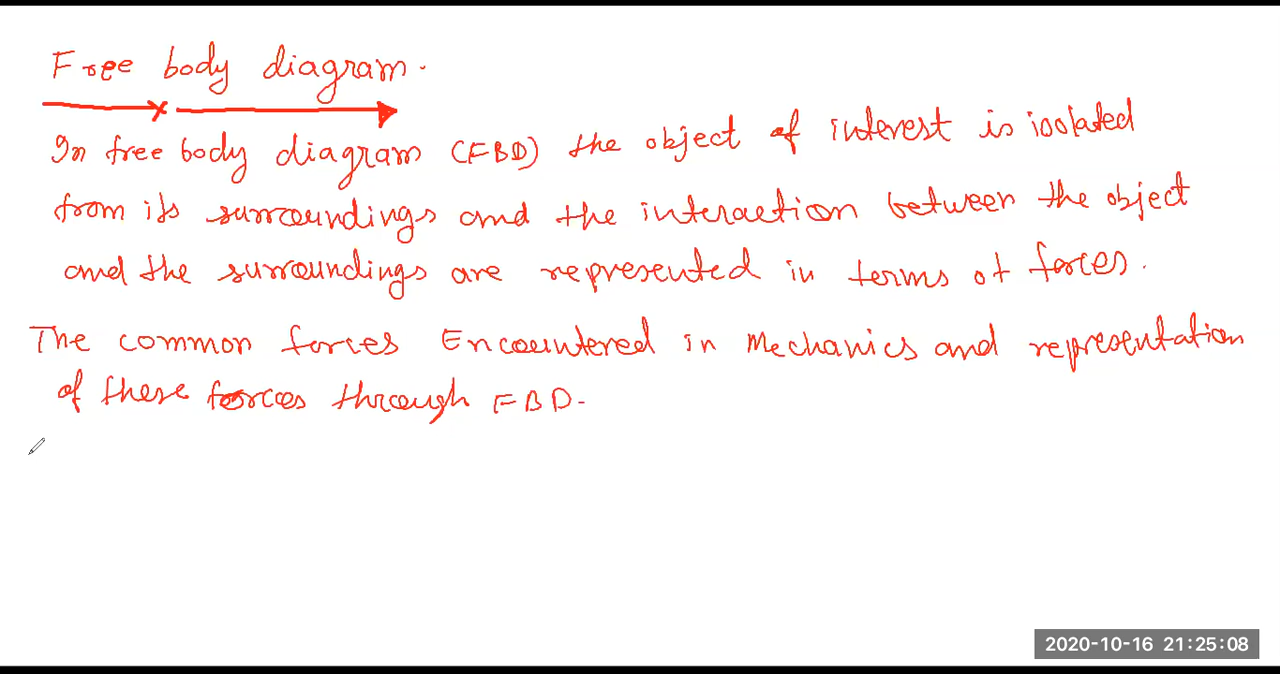 Free body diagram.
In free body diagram (FBD) the object of interest is isolated
from its surroundings and the interaction between the object
and the surroundings are represented in terms of forces.
The common forces Encountered in Mechanics and representation
of these forces through FBD.
2020-10-16 21:25:08